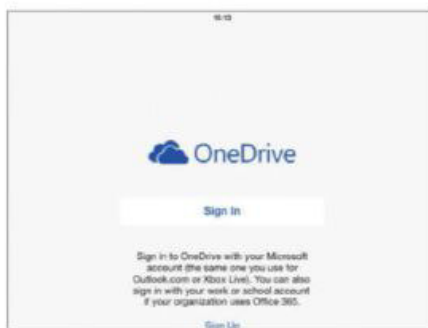 OneDrive
Sign In
Sign in to OneDrive with your Microsoft
account (the same one you use for
Outlook.com or Xbox Live). You can also
sign in with your work or school account
if your organization uses Office 365.
Sign Up